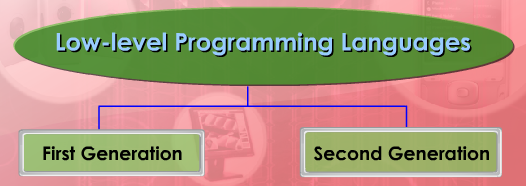 Low-level Programming Languages
First Generation
Second Generation